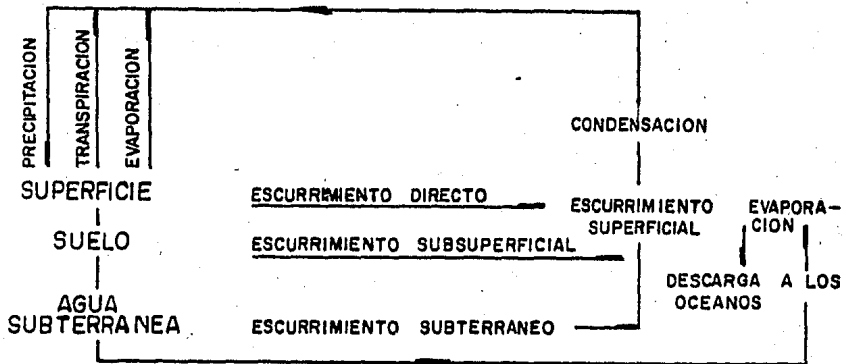 PRECIPITACION
TRANSPIRACION
EVAPORACION
CONDENSACION
SUPERFICIE
ESCURRIMIENTO DIRECTO
ESCURRIMIENTO
SUPERFICIAL
EVAPORA-
CION
SUELO
ESCURRIMIENTO SUBSUPERFICIAL
DESCARGA A LOS
OCEANOS
AGUA
SUBTERRANEA
ESCURRIMIENTO SUBTERRANEO